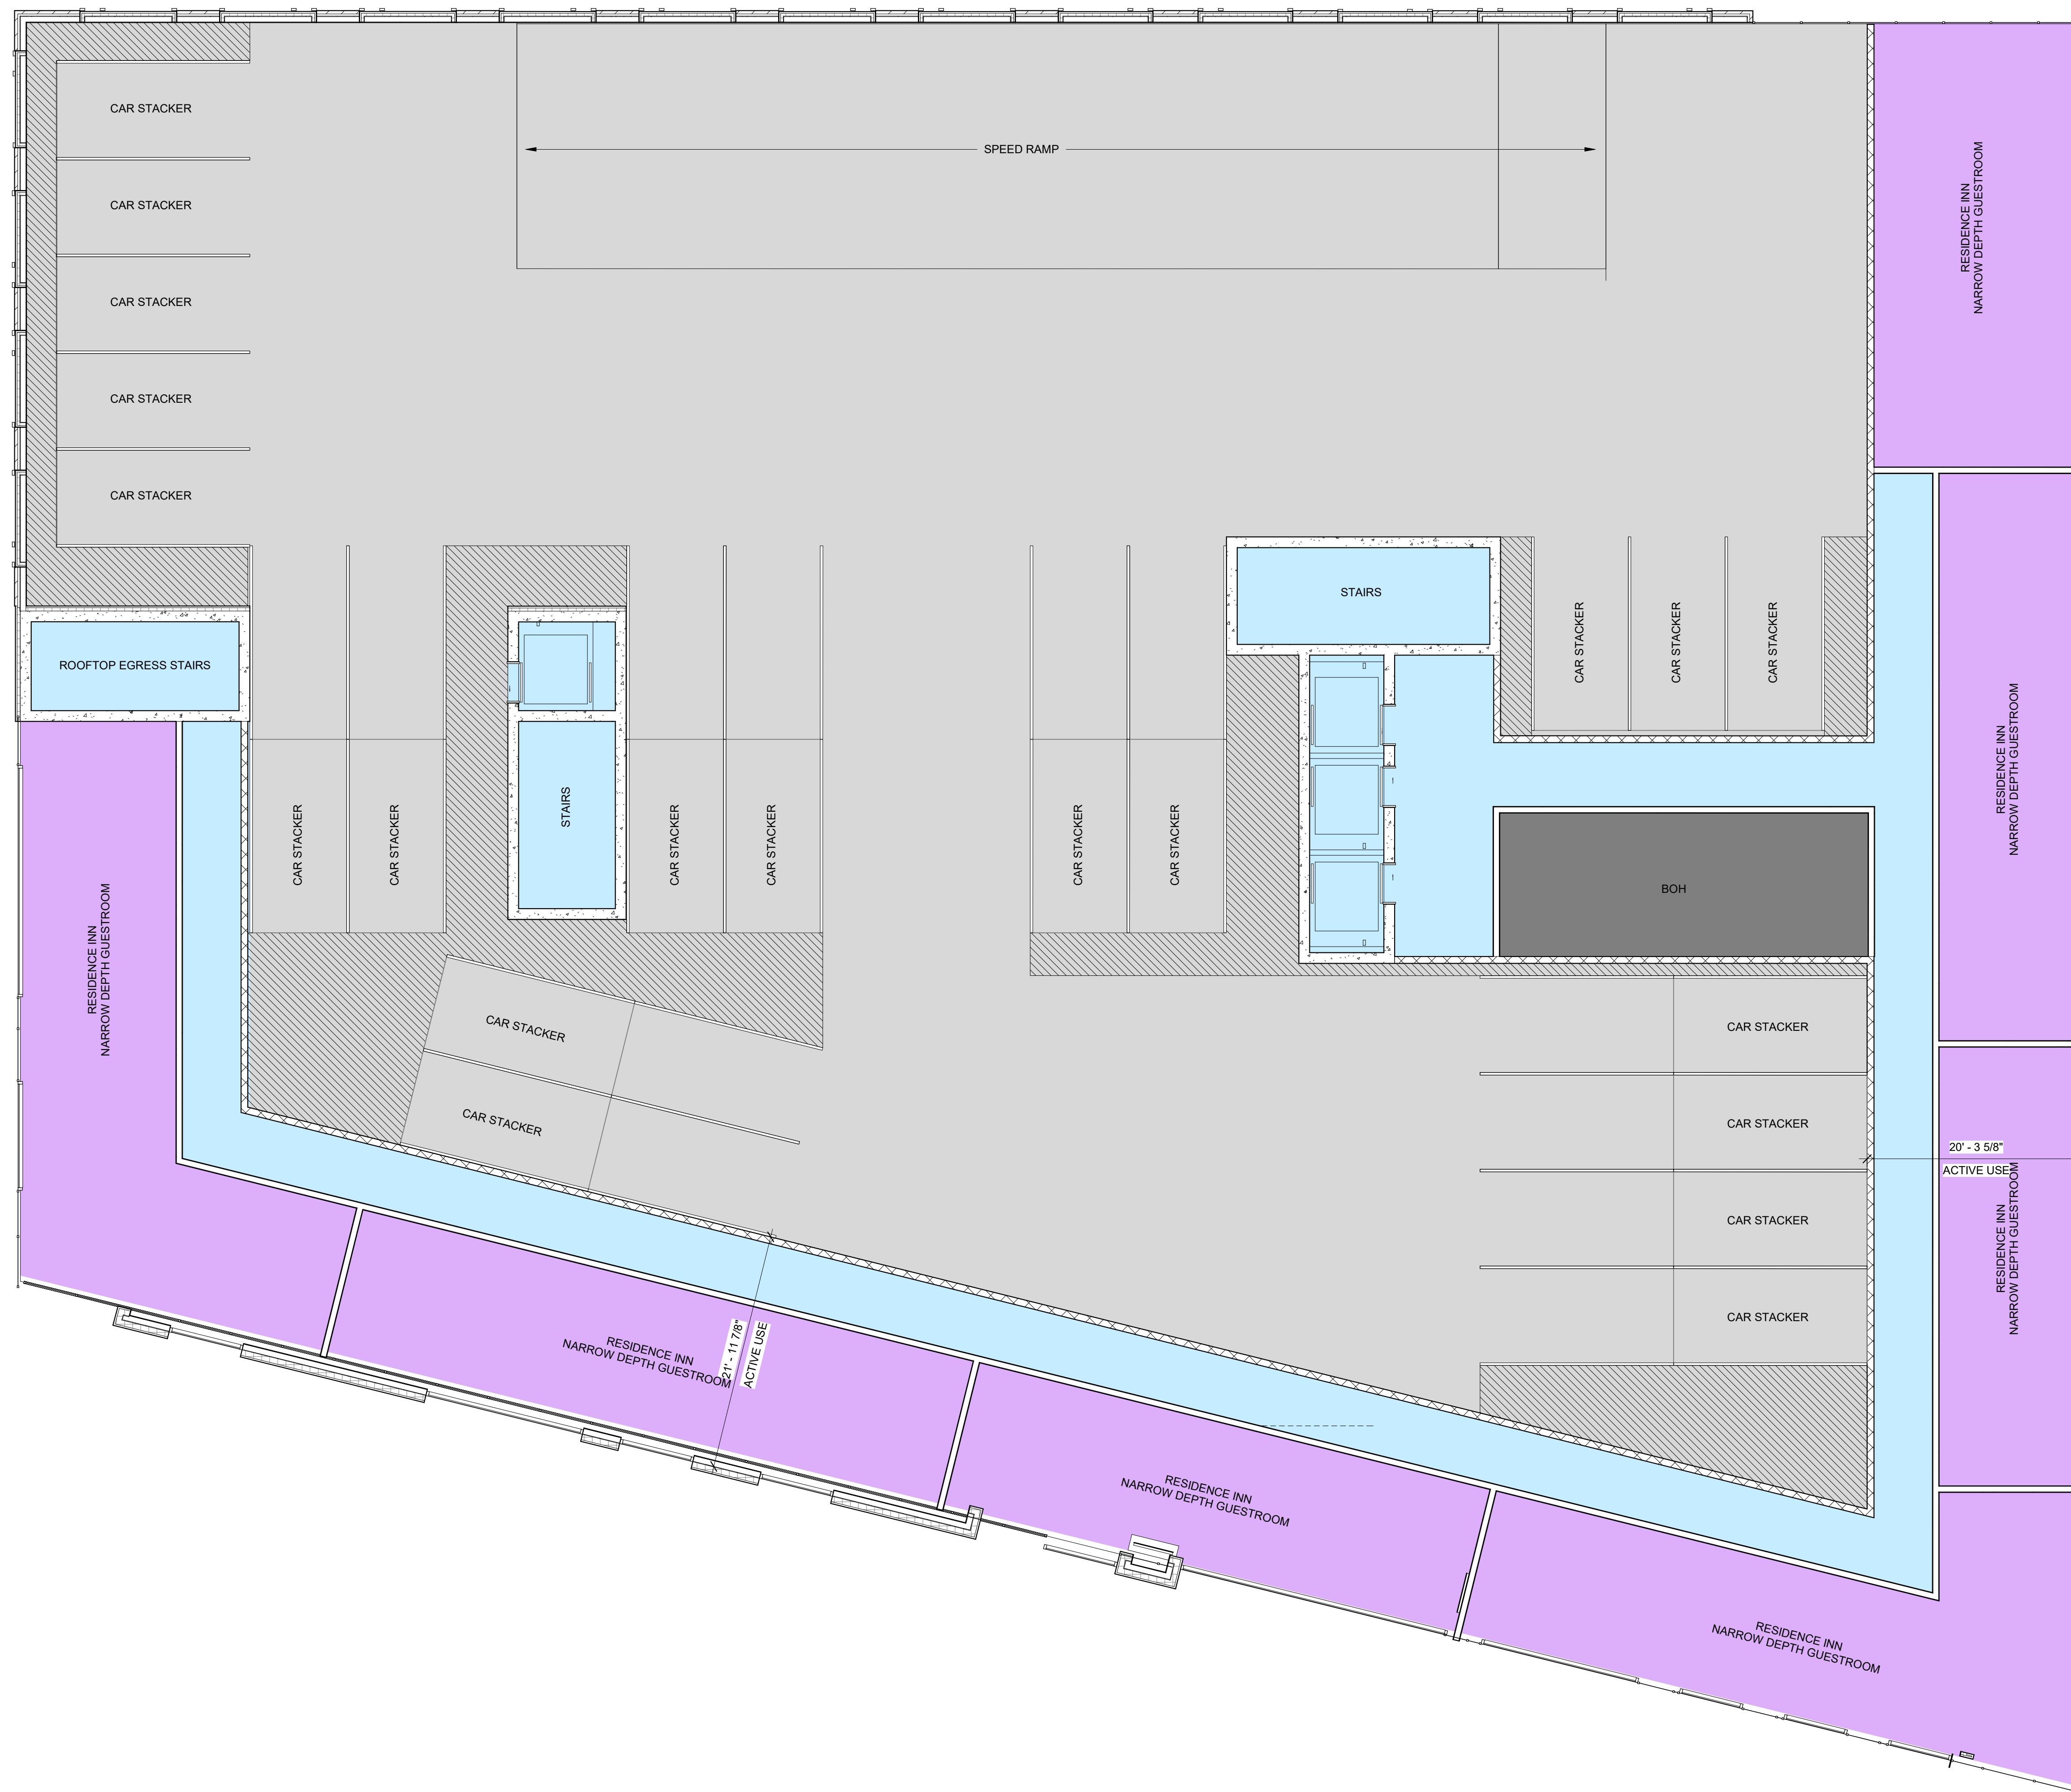 CAR STACKER
SPEED RAMP
CAR STACKER
CAR STACKER
CAR STACKER
CAR STACKER
RESIDENCE INN
NARROW DEPTH GUESTROOM
STAIRS
CAR STACKER
CAR STACKER
CAR STACKER
ROOFTOP EGRESS STAIRS
RESIDENCE INN
NARROW DEPTH GUESTROOM
CAR STACKER
CAR STACKER
STAIRS
CAR STACKER
CAR STACKER
CAR STACKER
CAR STACKER
BOH
RESIDENCE INN
NARROW DEPTH GUESTROOM
CAR STACKER
CAR STACKER
CAR STACKER
CAR STACKER
20' - 3 5/8"
ACTIVE USE
RESIDENCE INN
NARROW DEPTH GUESTROOM
CAR STACKER
CAR STACKER
21' - 11 7/8"
ACTIVE USE
RESIDENCE INN
NARROW DEPTH GUESTROOM
RESIDENCE INN
NARROW DEPTH GUESTROOM
RESIDENCE INN
NARROW DEPTH GUESTROOM